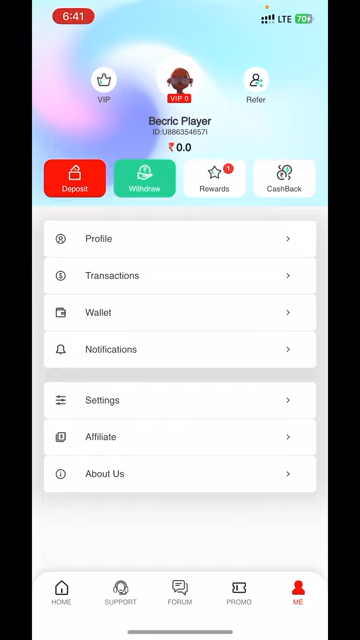 6:41
LTE 70
VIP
VIP 0
Refer
Becric Player
ID:U886354657I
₹ 0.0
Deposit
Withdraw
Rewards
1
CashBack
Profile
Transactions
Wallet
Notifications
Settings
Affiliate
About Us
HOME
SUPPORT
FORUM
PROMO
ME